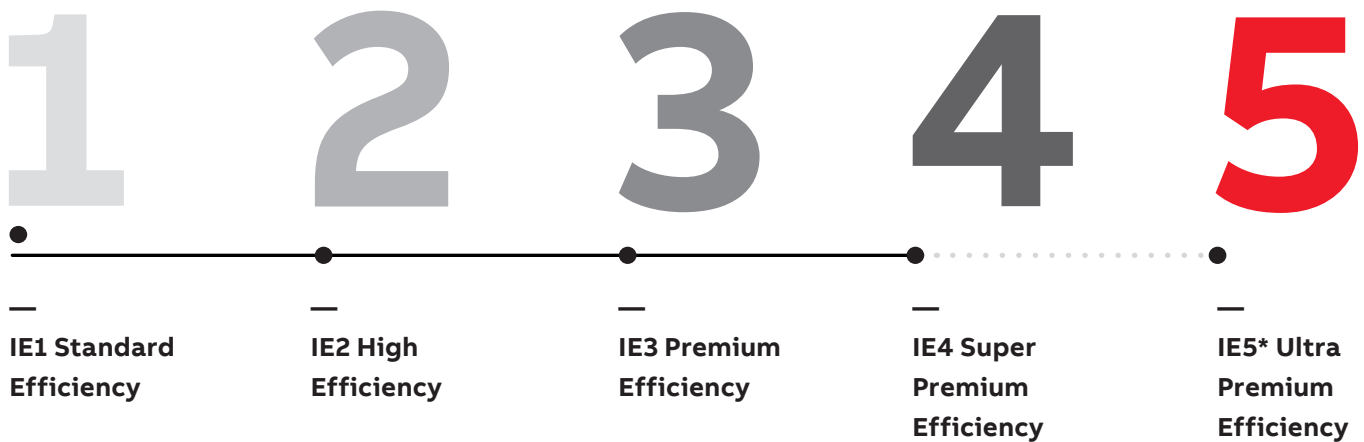 1
2
3
4
5
—
IE1 Standard
Efficiency
—
IE2 High
Efficiency
—
IE3 Premium
Efficiency
—
IE4 Super
Premium
Efficiency
—
IE5* Ultra
Premium
Efficiency